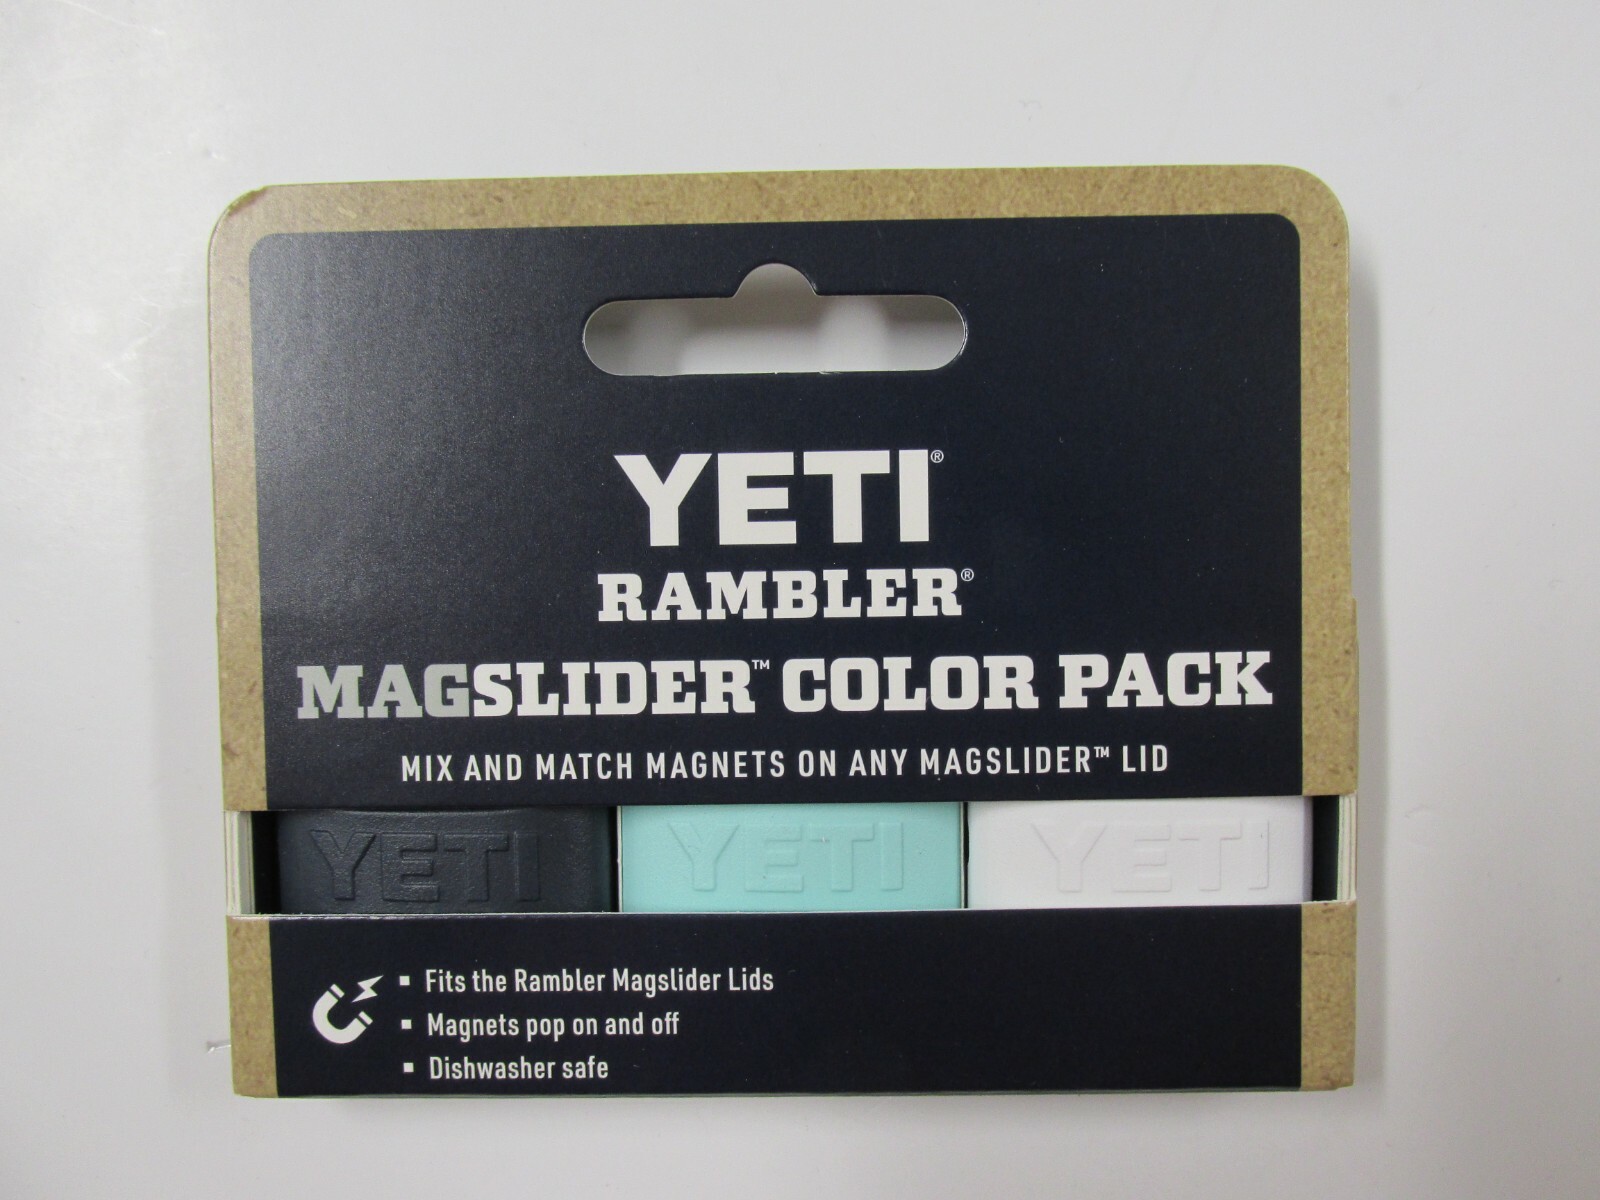 YETI®
RAMBLER®
MAGSLIDER™ COLOR PACK
MIX AND MATCH MAGNETS ON ANY MAGSLIDER™ LID
YETI YETI YETI
▪ Fits the Rambler Magslider Lids
▪ Magnets pop on and off
▪ Dishwasher safe